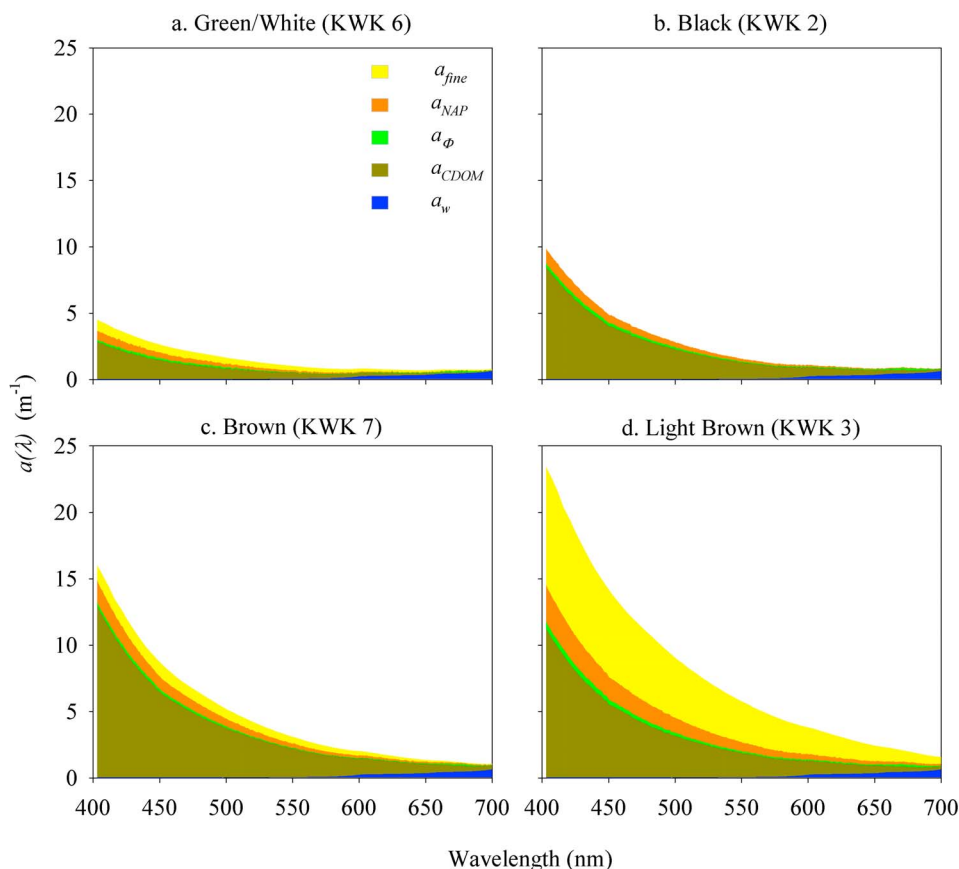 a. Green/White (KWK 6)
b. Black (KWK 2)
25
20
15
10
5
0
a_fine
a_NAP
a_Φ
a_CDOM
a_w
c. Brown (KWK 7)
d. Light Brown (KWK 3)
a(λ) (m⁻¹)
25
20
15
10
5
0
400 450 500 550 600 650 700
400 450 500 550 600 650 700
Wavelength (nm)